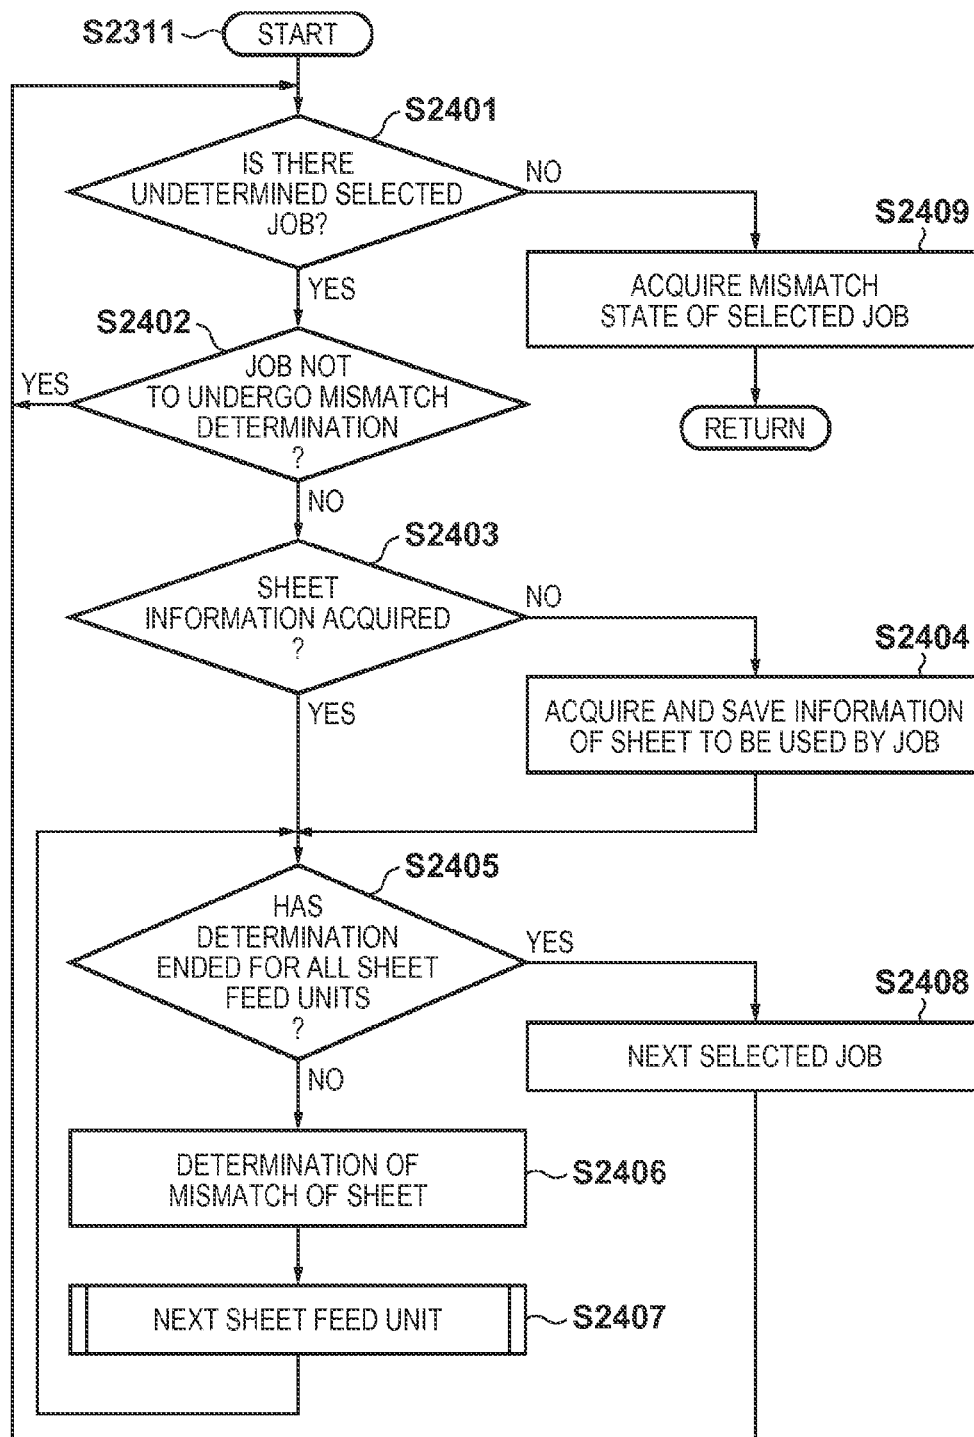 S2311
START
S2401
IS THERE
UNDETERMINED SELECTED
JOB?
NO
YES
S2409
ACQUIRE MISMATCH
STATE OF SELECTED JOB
RETURN
S2402
JOB NOT
TO UNDERGO MISMATCH
DETERMINATION
?
YES
NO
S2403
SHEET
INFORMATION ACQUIRED
?
NO
YES
S2404
ACQUIRE AND SAVE INFORMATION
OF SHEET TO BE USED BY JOB
S2405
HAS
DETERMINATION
ENDED FOR ALL SHEET
FEED UNITS
?
YES
NO
S2408
NEXT SELECTED JOB
DETERMINATION OF
MISMATCH OF SHEET
S2406
NEXT SHEET FEED UNIT
S2407